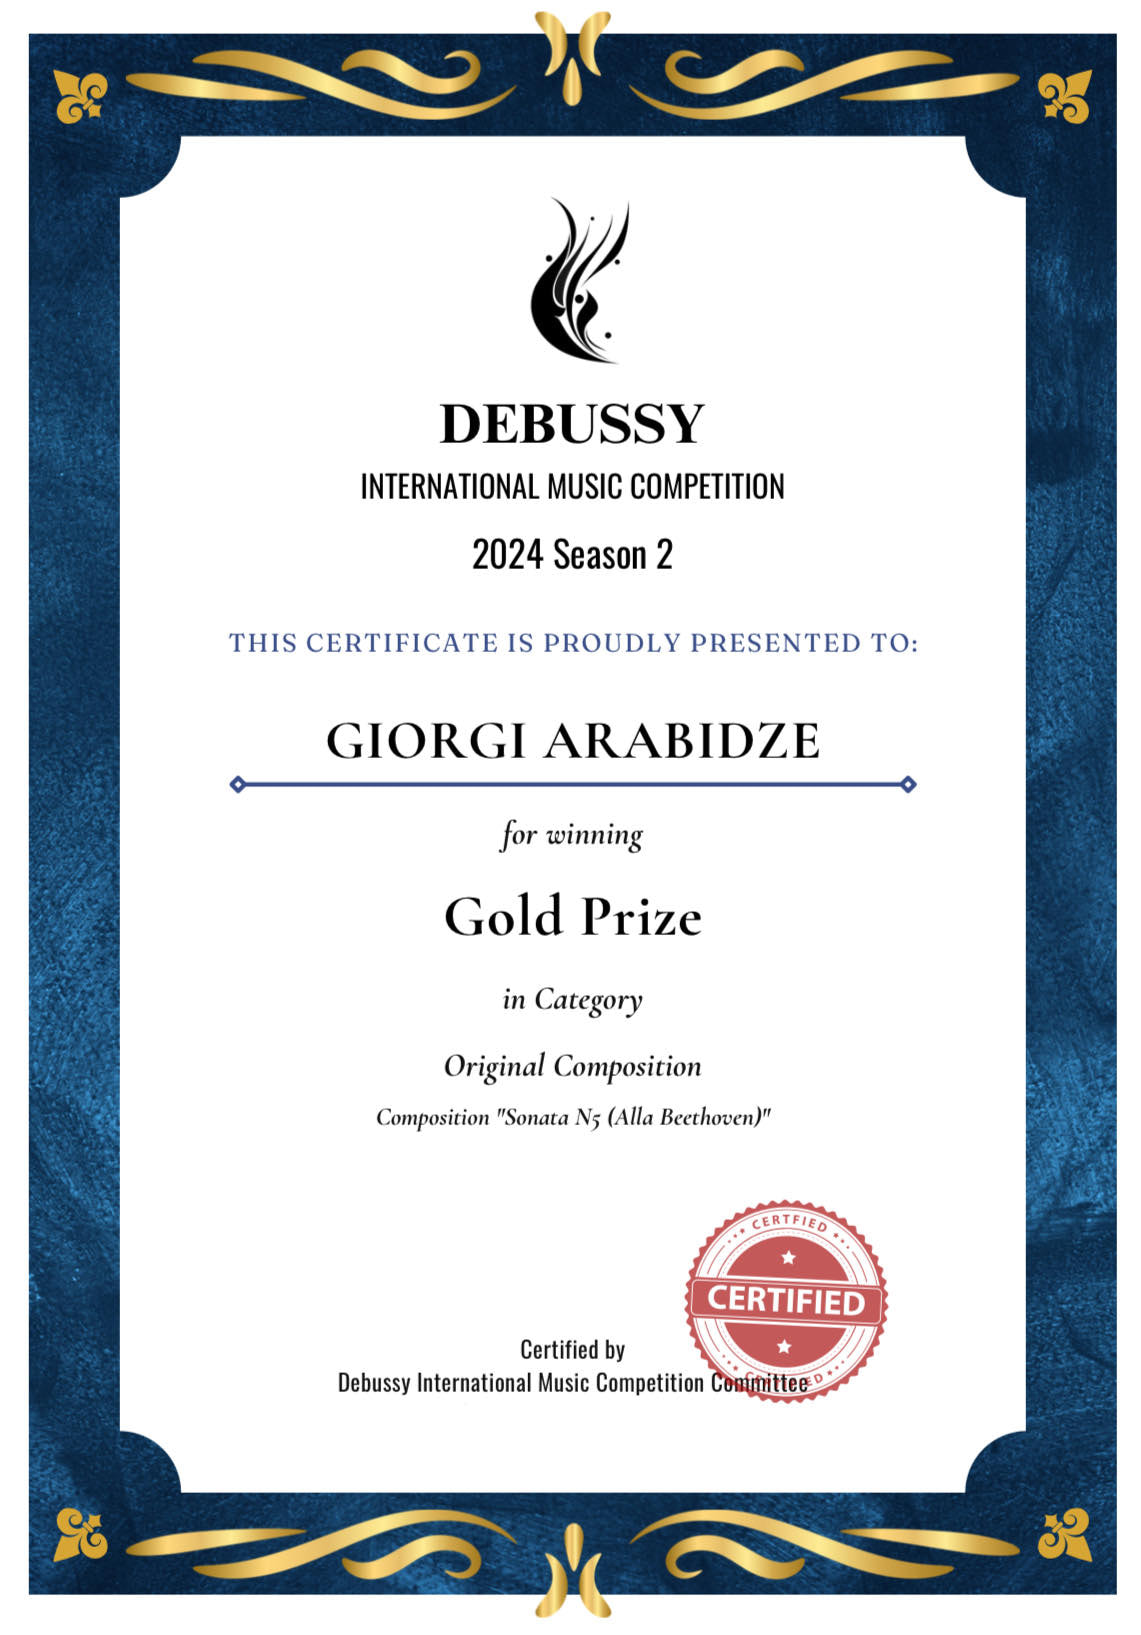 DEBUSSY
INTERNATIONAL MUSIC COMPETITION
2024 Season 2
THIS CERTIFICATE IS PROUDLY PRESENTED TO:
GIORGI ARABIDZE
for winning
Gold Prize
in Category
Original Composition
Composition "Sonata N5 (Alla Beethoven)"
CERTFIED
CERTIFIED
CERTIFIED
Certified by
Debussy International Music Competition Committee